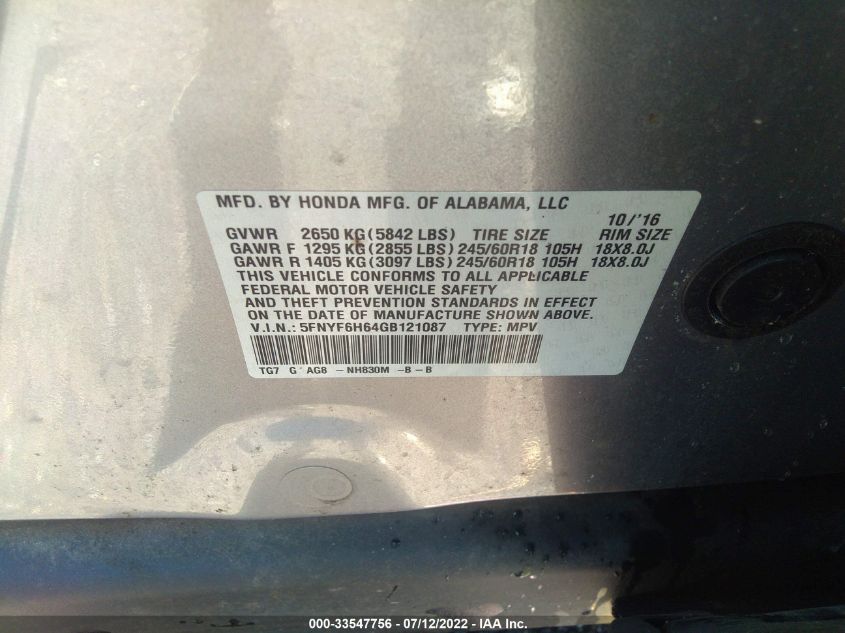 MFD. BY HONDA MFG. OF ALABAMA, LLC
10/'16
GVWR 2650 KG (5842 LBS) TIRE SIZE RIM SIZE
GAWR F 1295 KG (2855 LBS) 245/60R18 105H 18X8.0J
GAWR R 1405 KG (3097 LBS) 245/60R18 105H 18X8.0J
THIS VEHICLE CONFORMS TO ALL APPLICABLE
FEDERAL MOTOR VEHICLE SAFETY
AND THEFT PREVENTION STANDARDS IN EFFECT
ON THE DATE OF MANUFACTURE SHOWN ABOVE.
V.I.N.: 5FNYF6H64GB121087 TYPE: MPV
TG7 G AG8 - NH830M -B - B
000-33547756 - 07/12/2022 - IAA Inc.